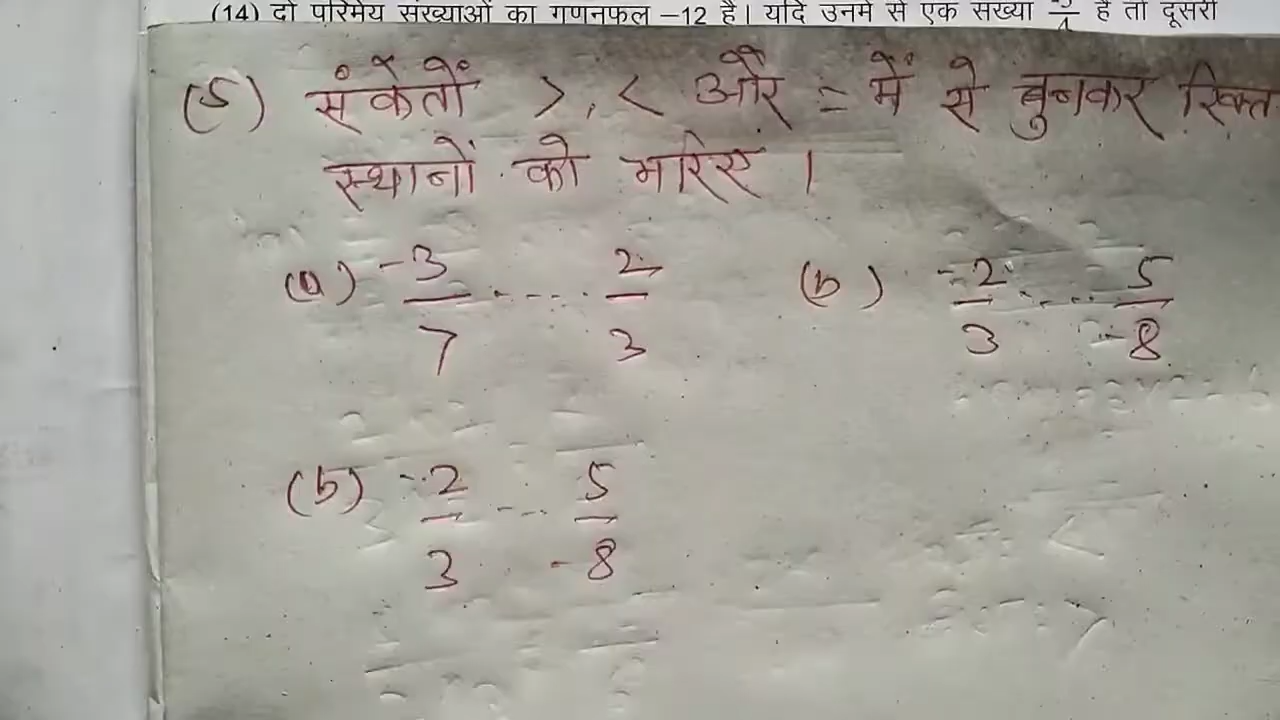 (14) दो परिमेय संख्याओं का गुणनफल –12 है। यदि उनमें से एक संख्या है तो दूसरी
(5) संकेतों >, < और = में से चुनकर रिक्त
स्थानों को भरिए ।
(a) -3/7 ---- 2/3 (b) -2/3 ---- 5/-8
(b) -2/3 ---- 5/-8